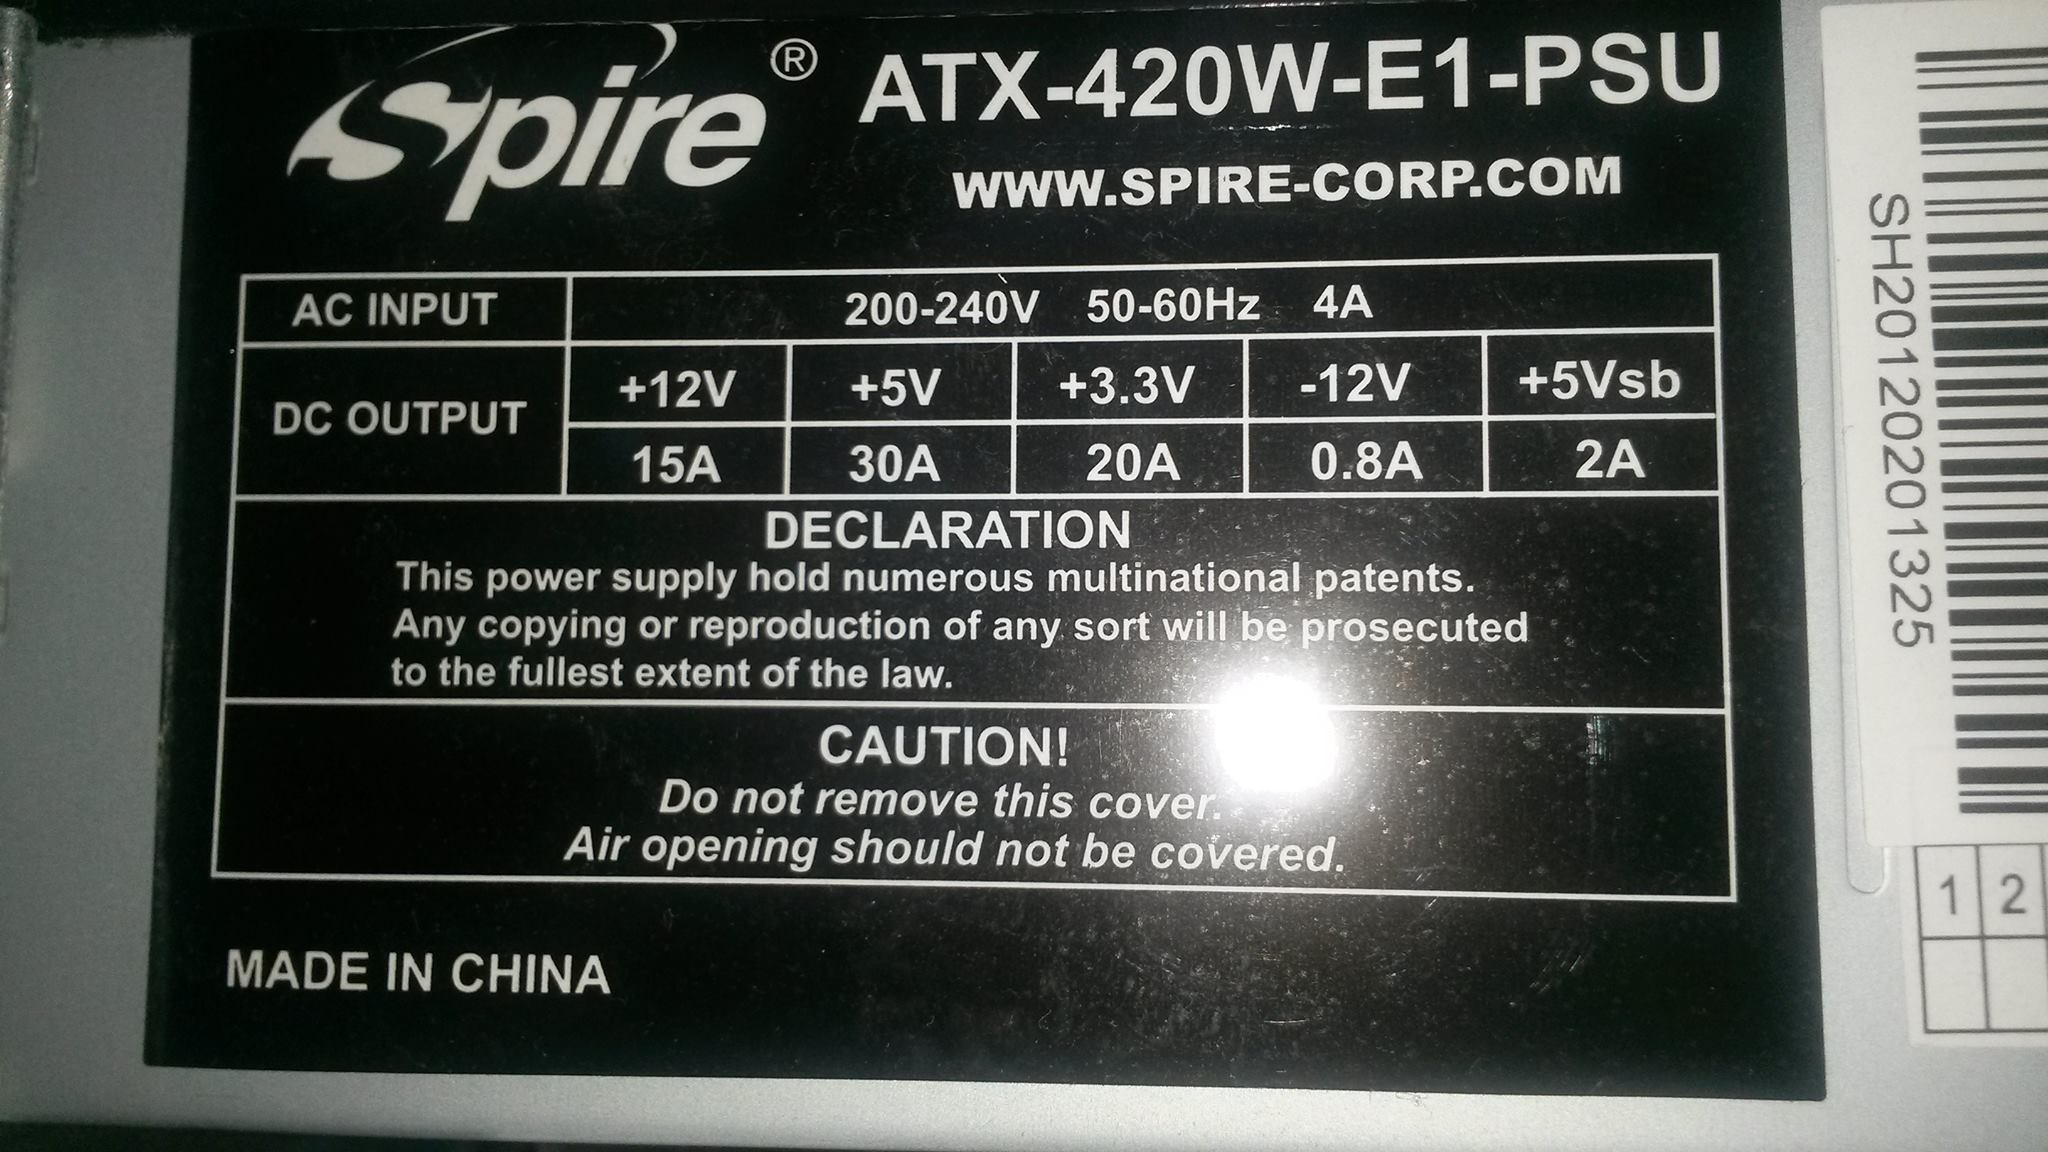 Spire® ATX-420W-E1-PSU
WWW.SPIRE-CORP.COM
AC INPUT 200-240V 50-60Hz 4A
DC OUTPUT +12V +5V +3.3V -12V +5Vsb
15A 30A 20A 0.8A 2A
DECLARATION
This power supply hold numerous multinational patents.
Any copying or reproduction of any sort will be prosecuted
to the fullest extent of the law.
CAUTION!
Do not remove this cover.
Air opening should not be covered.
MADE IN CHINA
SH2012020201325
1 2